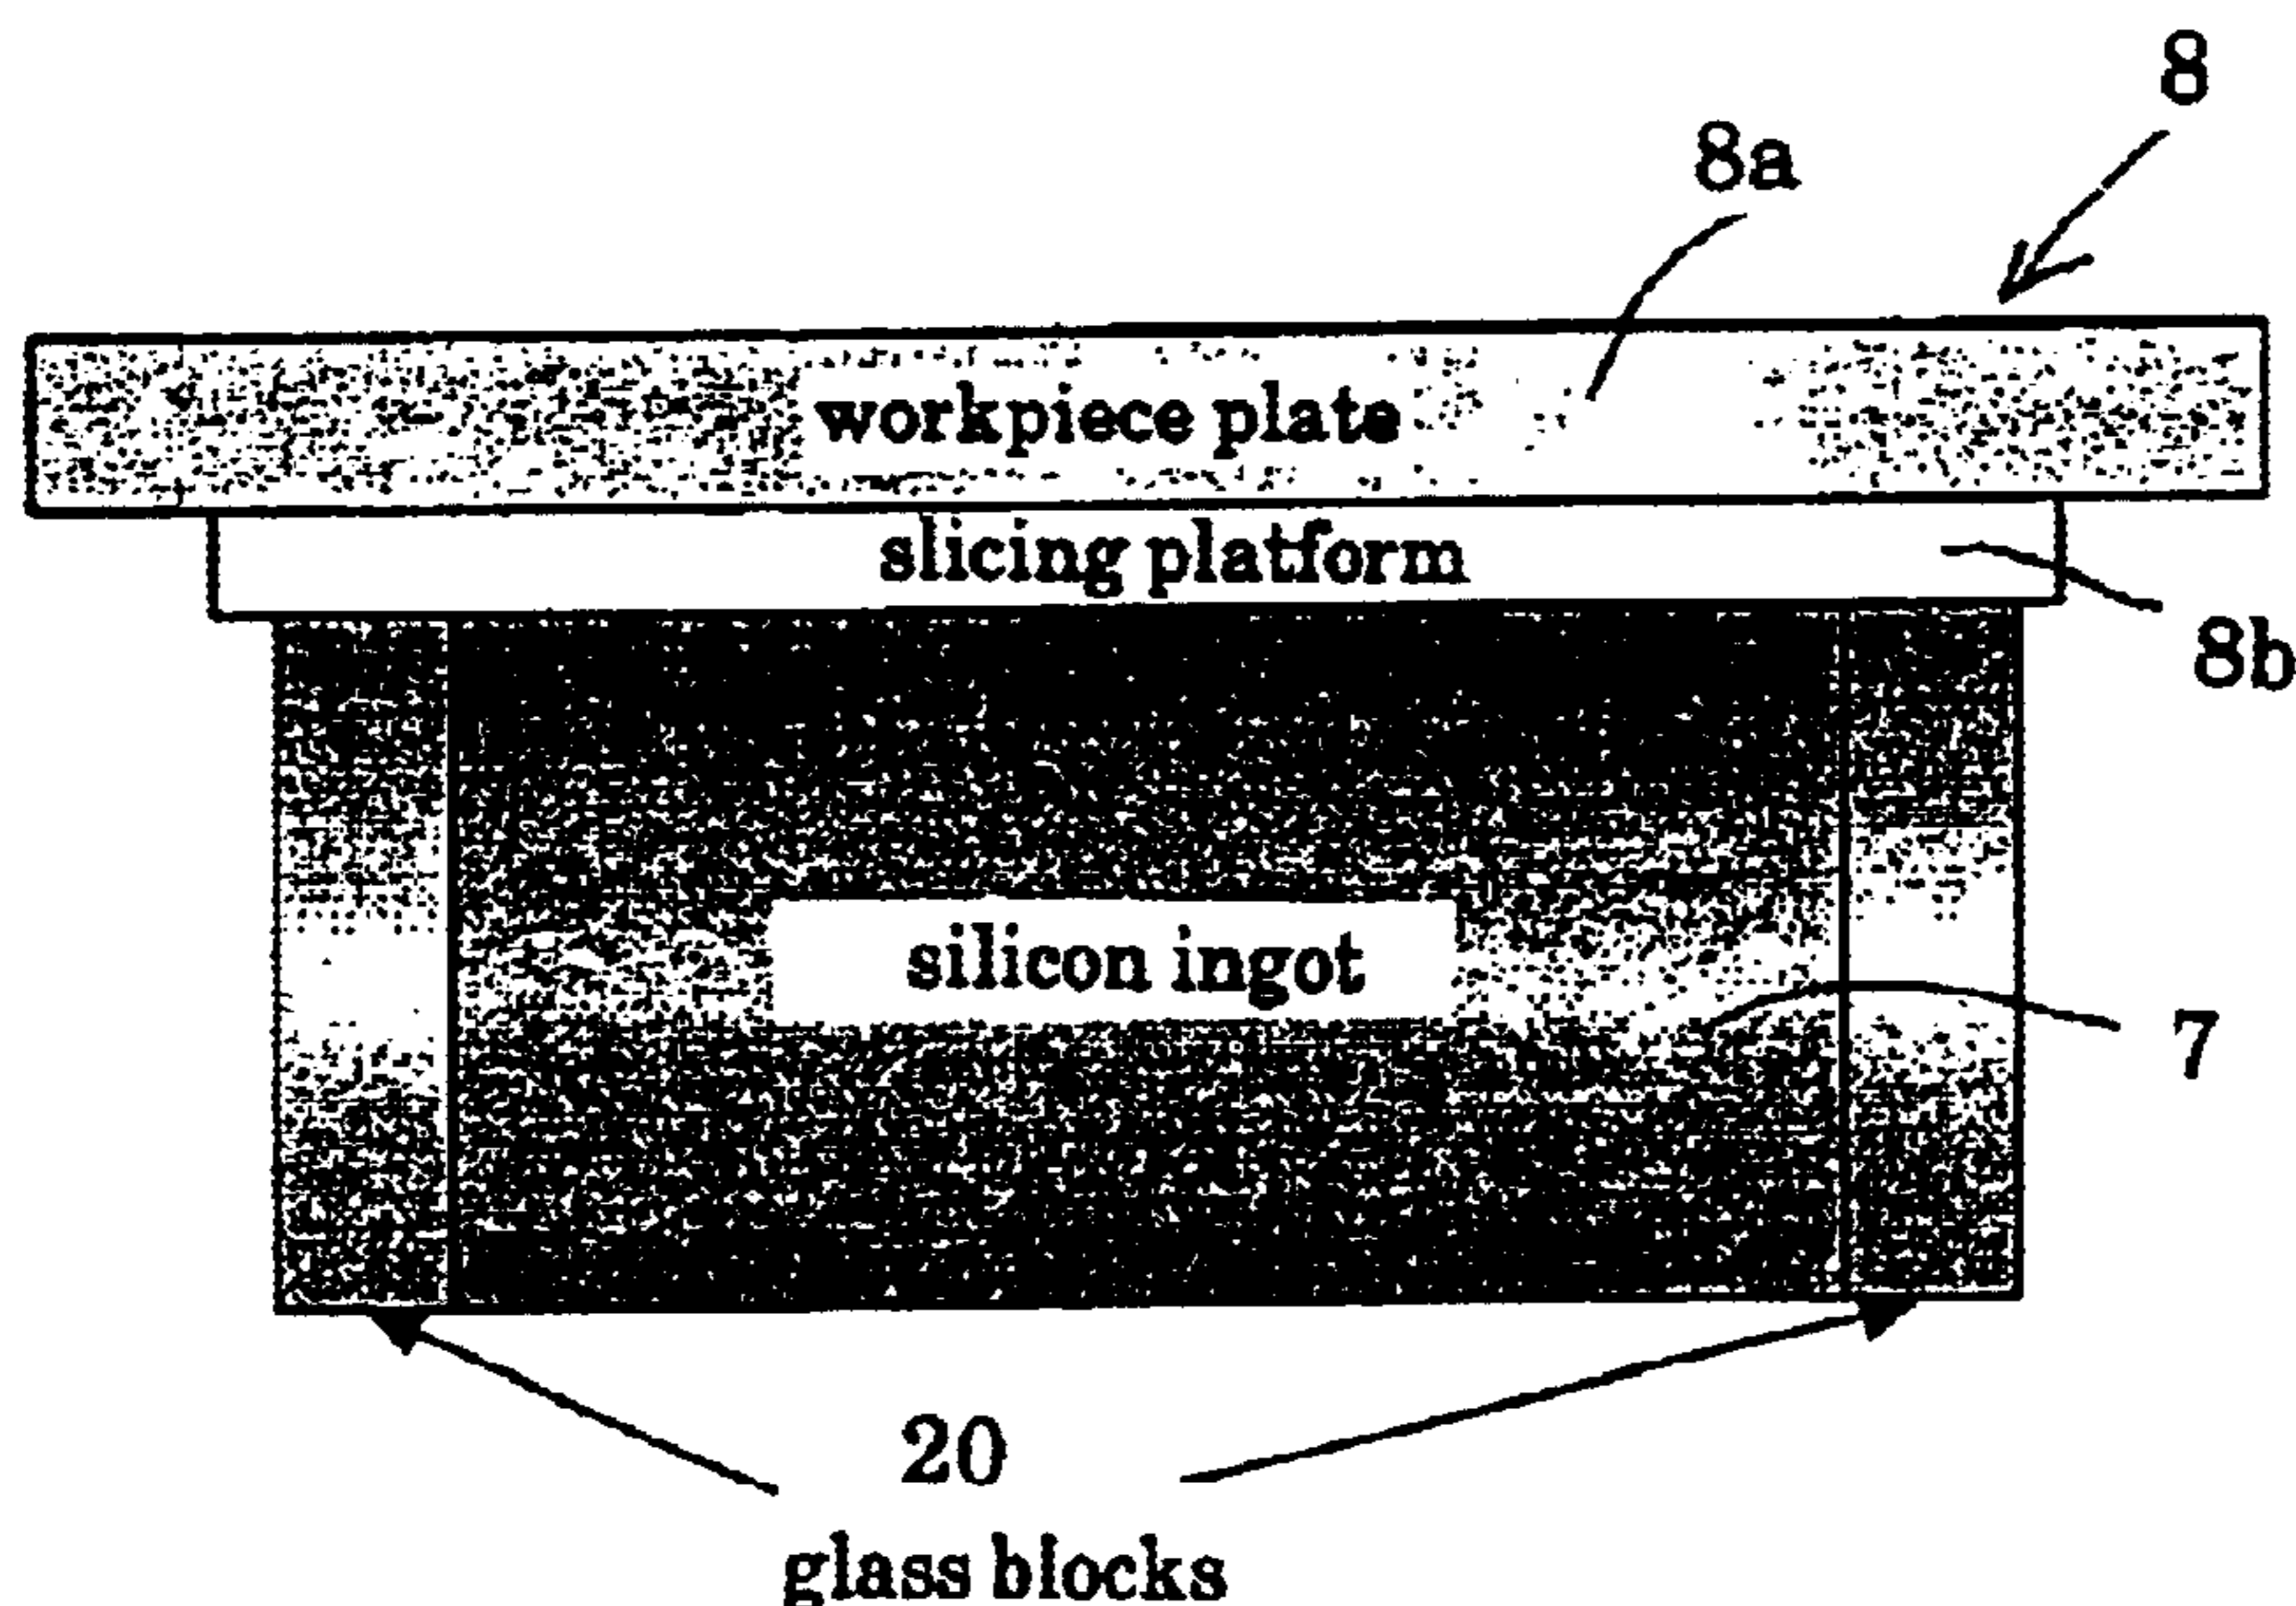 8
8a
workpiece plate
slicing platform
8b
silicon ingot
7
20
glass blocks